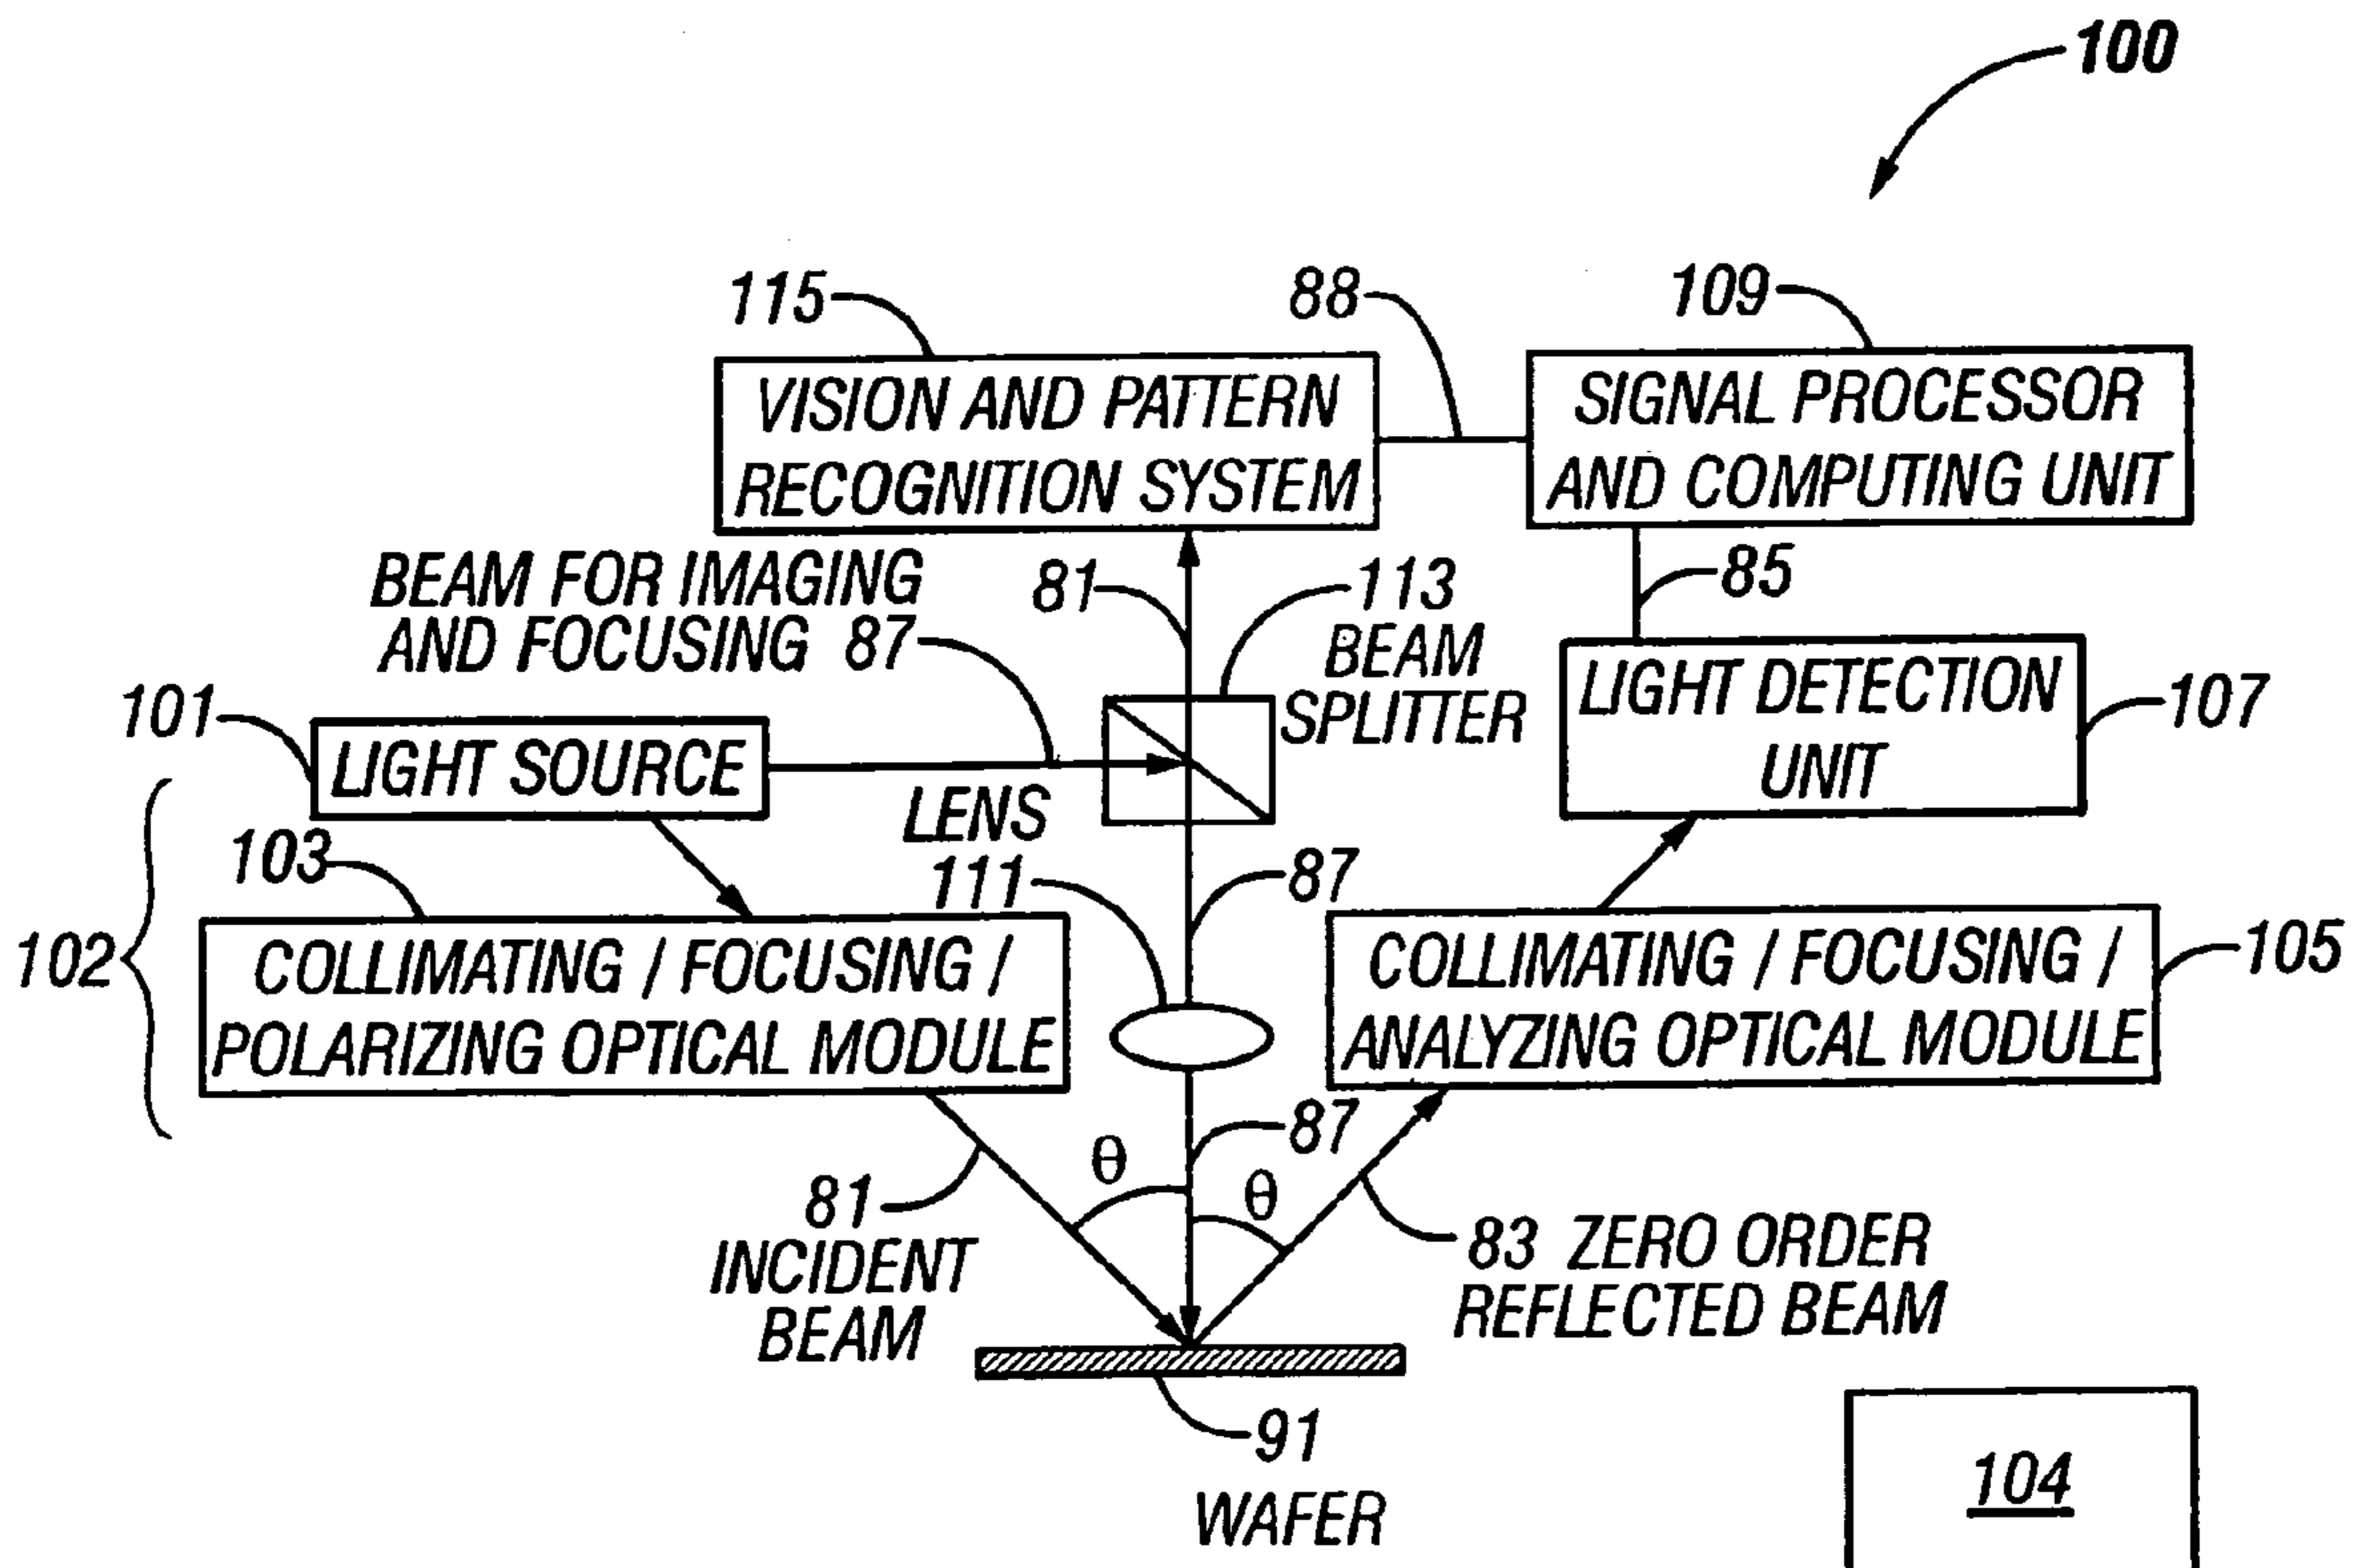 100
115
88
109
VISION AND PATTERN
RECOGNITION SYSTEM
SIGNAL PROCESSOR
AND COMPUTING UNIT
BEAM FOR IMAGING
AND FOCUSING 87
81
113
BEAM
SPLITTER
85
LIGHT DETECTION
UNIT
107
101
LIGHT SOURCE
LENS
111
103
87
102
COLLIMATING / FOCUSING /
POLARIZING OPTICAL MODULE
COLLIMATING / FOCUSING /
ANALYZING OPTICAL MODULE
105
87
θ
θ
81
INCIDENT
BEAM
83 ZERO ORDER
REFLECTED BEAM
91
WAFER
104